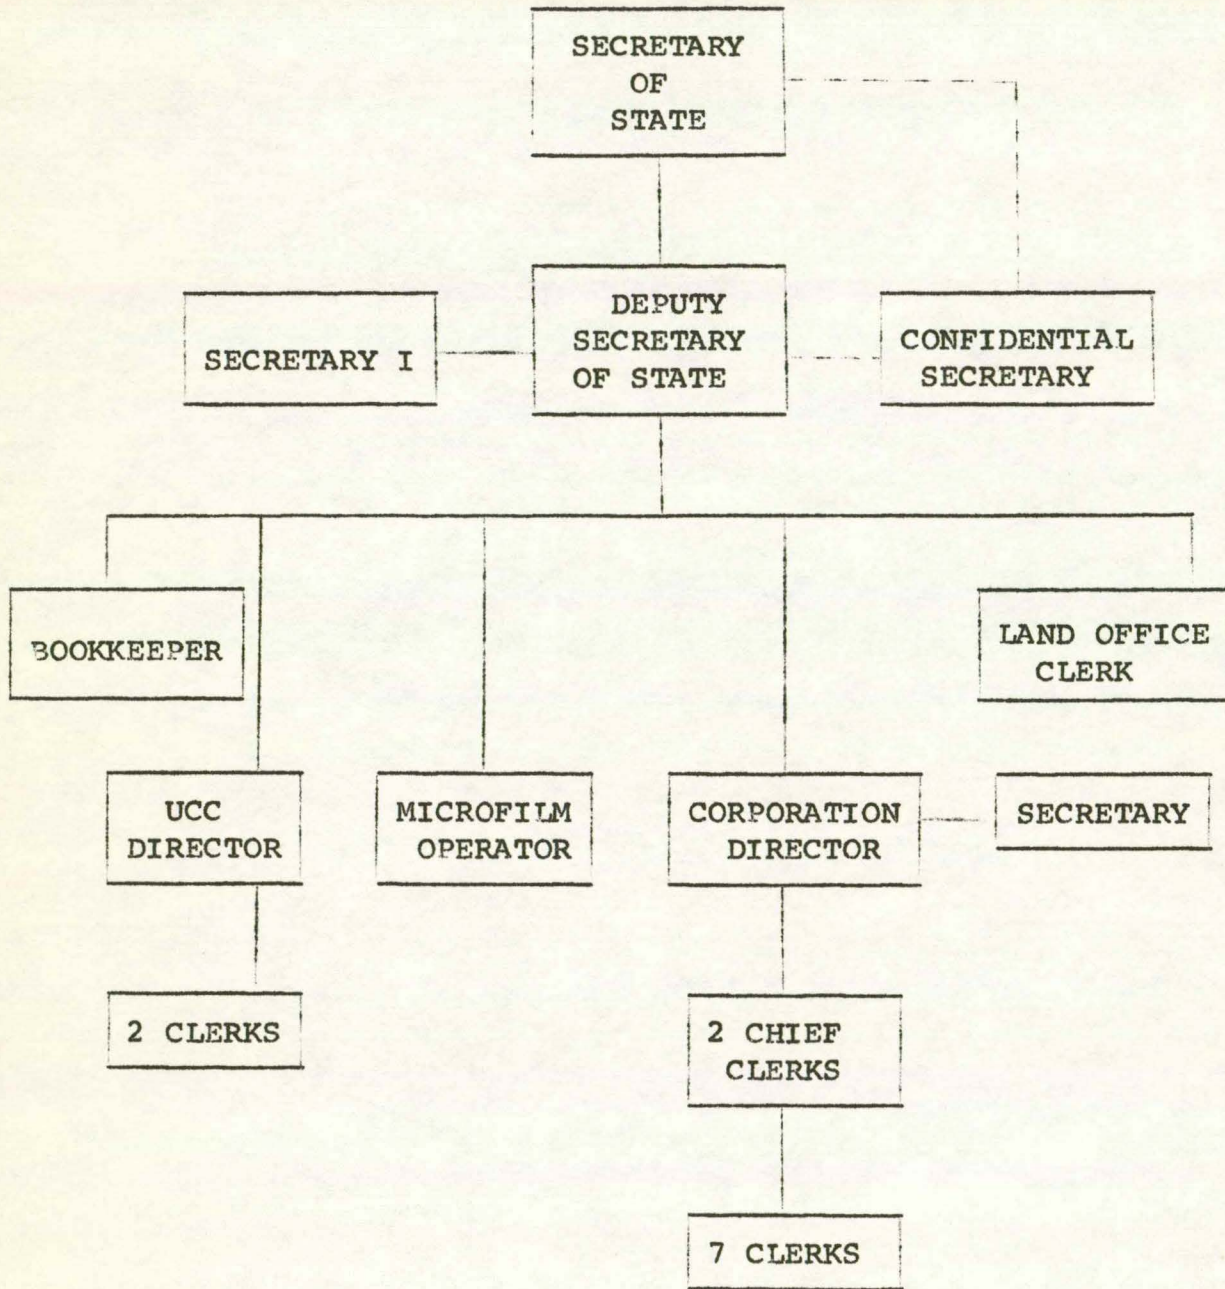 SECRETARY
OF
STATE
SECRETARY I
DEPUTY
SECRETARY
OF STATE
CONFIDENTIAL
SECRETARY
BOOKKEEPER
LAND OFFICE
CLERK
UCC
DIRECTOR
MICROFILM
OPERATOR
CORPORATION
DIRECTOR
SECRETARY
2 CLERKS
2 CHIEF
CLERKS
7 CLERKS